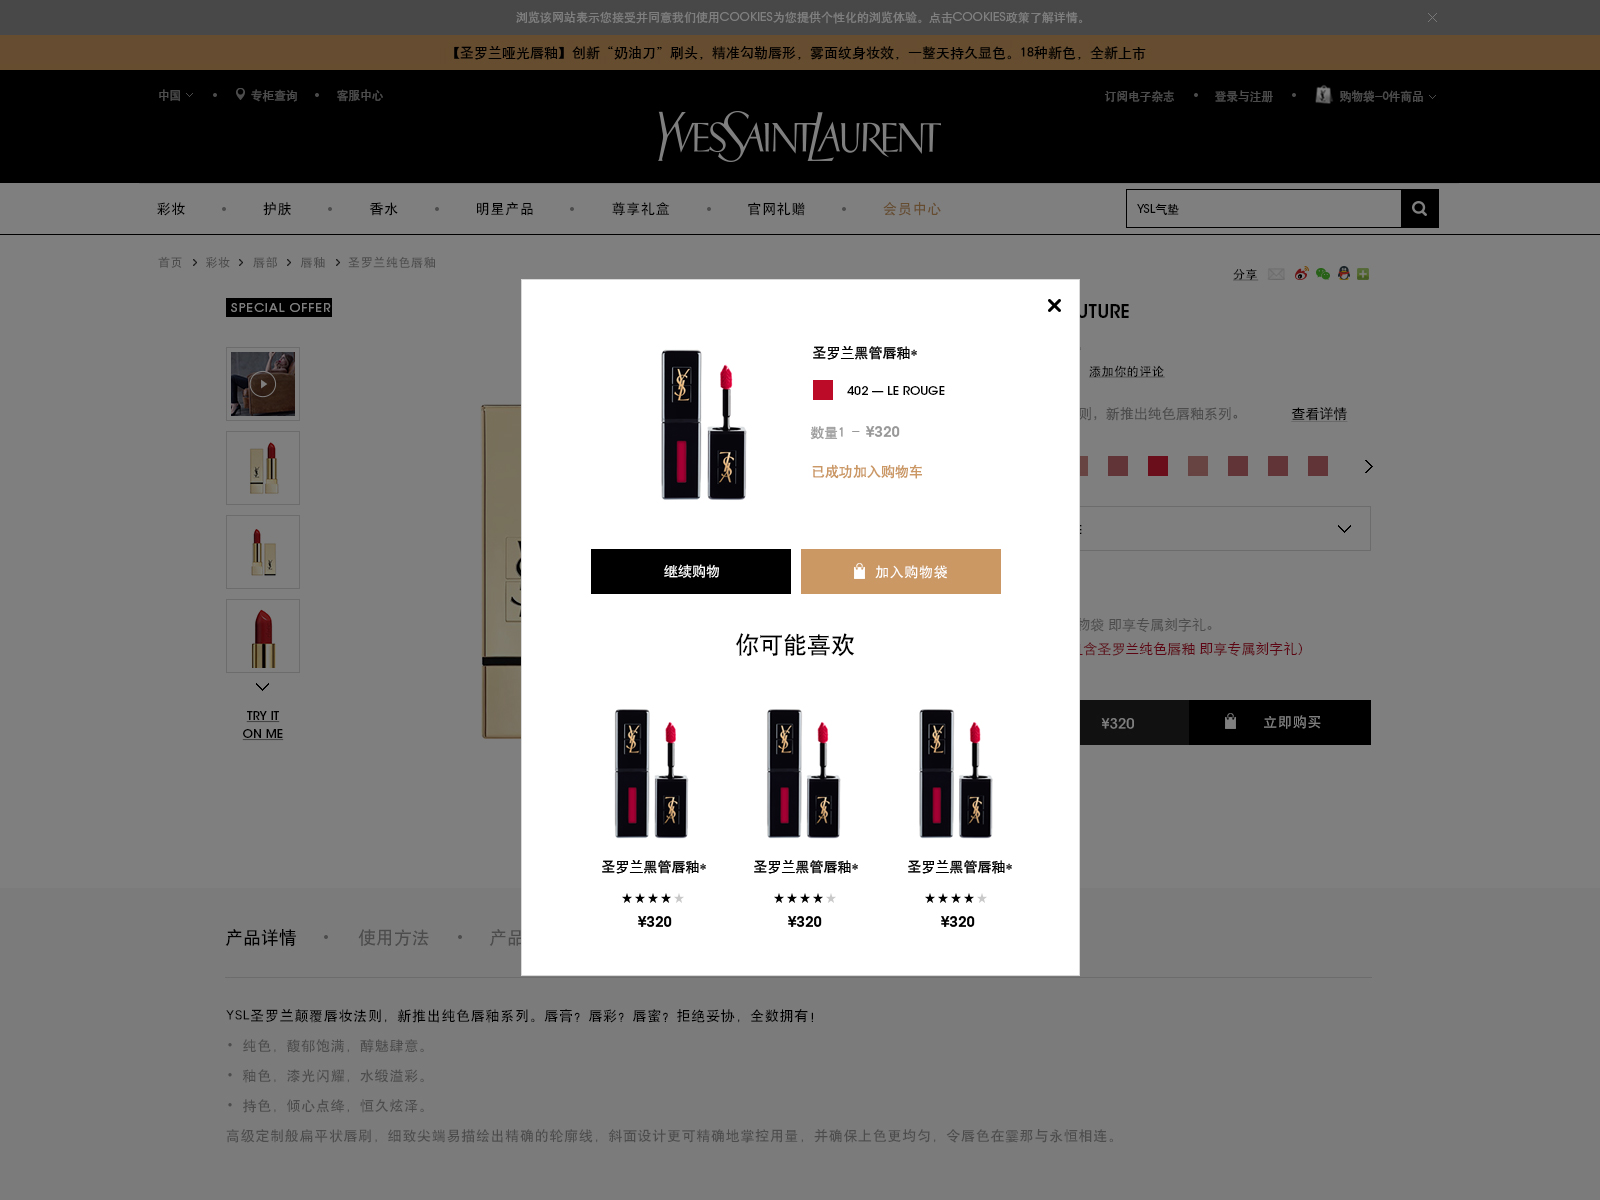 浏览该网站表示您接受并同意我们使用COOKIES为您提供个性化的浏览体验。点击COOKIES政策了解详情。
【圣罗兰哑光唇釉】创新“奶油刀”刷头，精准勾勒唇形，雾面纹身妆效，一整天持久显色。18种新色，全新上市
中国 • 专柜查询 • 客服中心
订阅电子杂志 • 登录与注册 • 购物袋—0件商品
YVESSAINTLAURENT
彩妆 • 护肤 • 香水 • 明星产品 • 尊享礼盒 • 官网礼赠 • 会员中心
YSL气垫
首页 > 彩妆 > 唇部 > 唇釉 > 圣罗兰纯色唇釉
分享
SPECIAL OFFER
UTURE
添加你的评论
则，新推出纯色唇釉系列。
查看详情
物袋 即享专属刻字礼。
含圣罗兰纯色唇釉 即享专属刻字礼）
¥320
立即购买
TRY IT
ON ME
圣罗兰黑管唇釉*
402 — LE ROUGE
数量1 － ¥320
已成功加入购物车
继续购物
加入购物袋
你可能喜欢
圣罗兰黑管唇釉* 圣罗兰黑管唇釉* 圣罗兰黑管唇釉*
¥320 ¥320 ¥320
产品详情 • 使用方法 • 产品
YSL圣罗兰颠覆唇妆法则，新推出纯色唇釉系列。唇膏？唇彩？唇蜜？拒绝妥协，全数拥有！
• 纯色，馥郁饱满，醇魅肆意。
• 釉色，漆光闪耀，水缎溢彩。
• 持色，倾心点绛，恒久炫泽。
高级定制般扁平状唇刷，细致尖端易描绘出精确的轮廓线，斜面设计更可精确地掌控用量，并确保上色更均匀，令唇色在霎那与永恒相连。